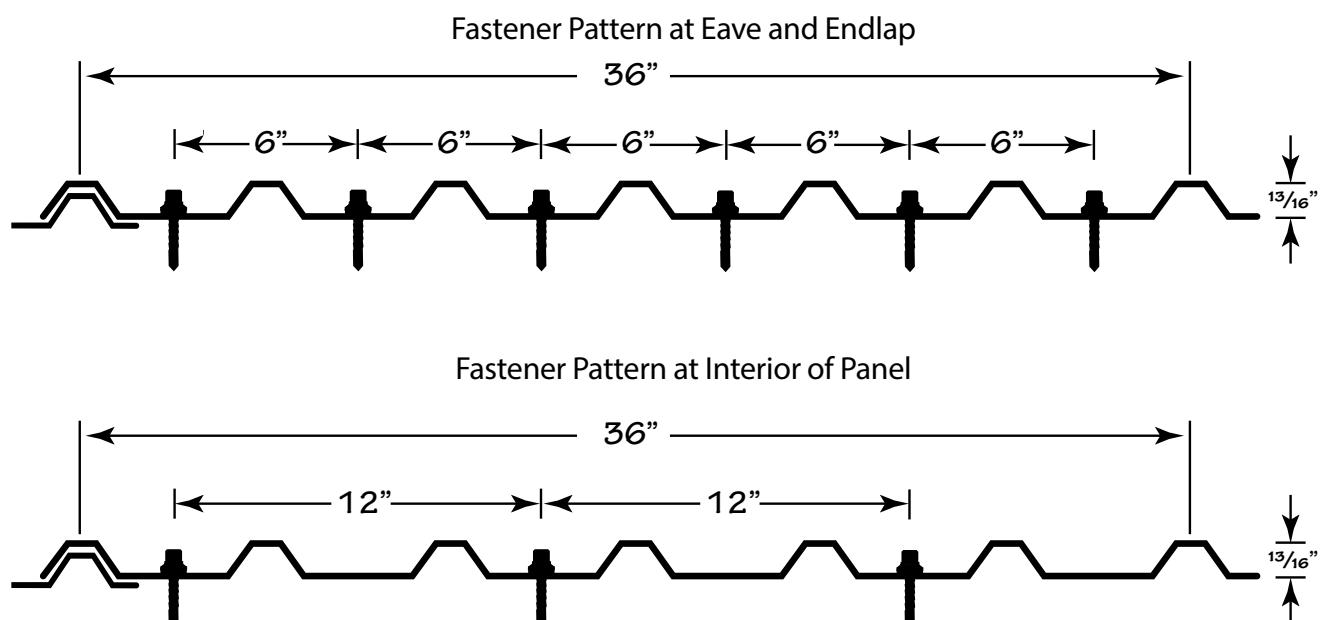 Fastener Pattern at Eave and Endlap
36”
6” 6” 6” 6” 6”
13/16”
Fastener Pattern at Interior of Panel
36”
12” 12”
13/16”